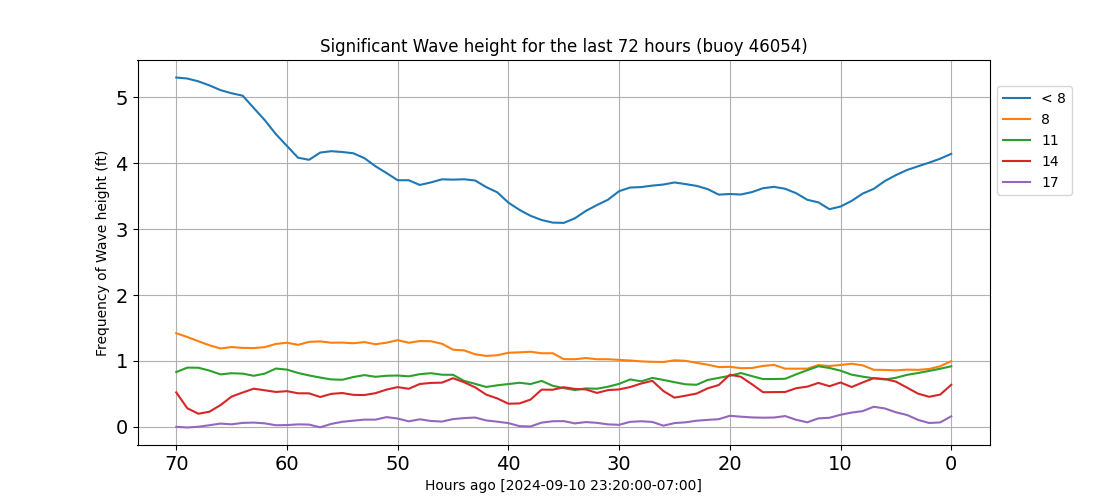 Significant Wave height for the last 72 hours (buoy 46054)
Frequency of Wave height (ft)
5
4
3
2
1
0
70 60 50 40 30 20 10 0
Hours ago [2024-09-10 23:20:00-07:00]
< 8
8
11
14
17